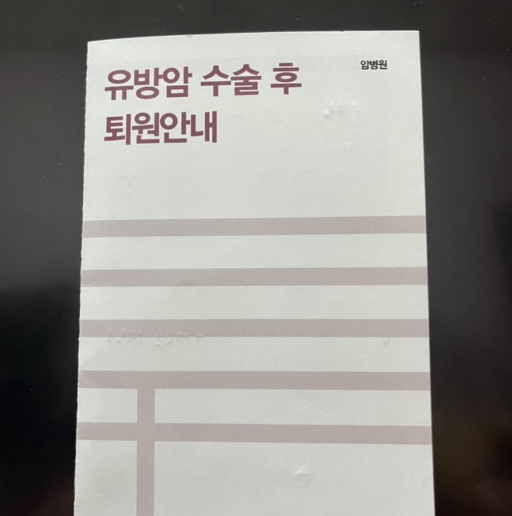 유방암 수술 후
퇴원안내
암병원